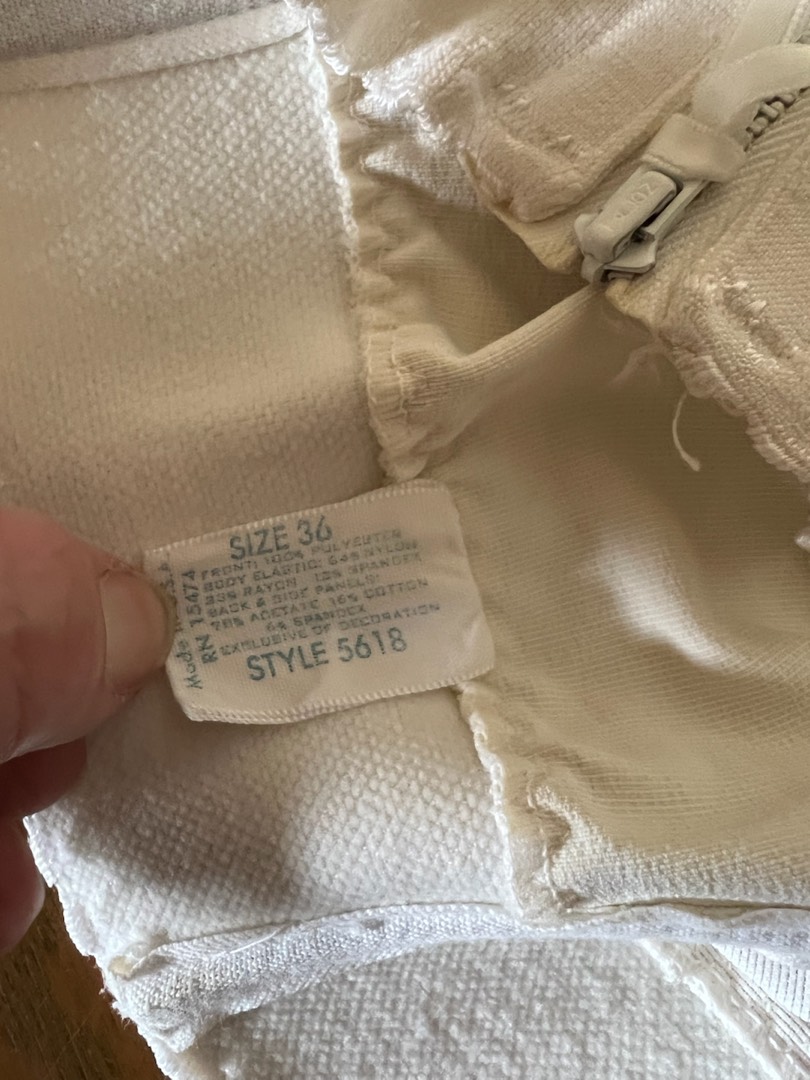 SIZE 36
FRONT: 100% POLYESTER
BODY ELASTIC: 64% NYLON
23% RAYON 13% SPANDEX
BACK & SIDE PANELS:
78% ACETATE 16% COTTON
6% SPANDEX
EXCLUSIVE OF DECORATION
STYLE 5618
RN 15474
Made